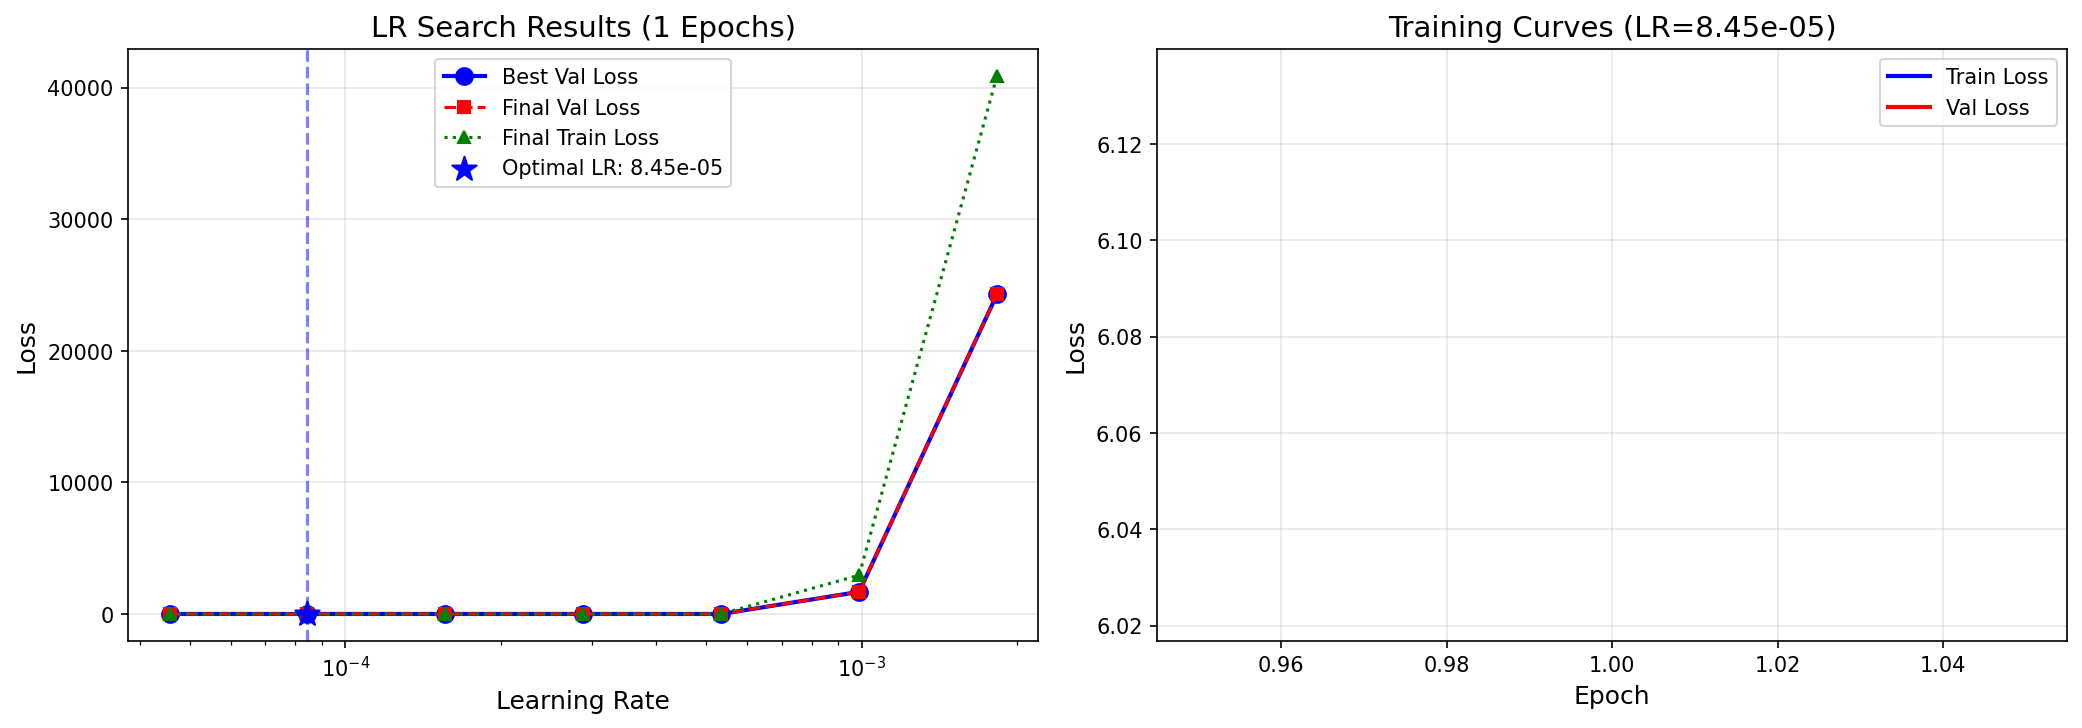 LR Search Results (1 Epochs)
Best Val Loss
Final Val Loss
Final Train Loss
Optimal LR: 8.45e-05
Loss
40000
30000
20000
10000
0
10⁻⁴
10⁻³
Learning Rate
Training Curves (LR=8.45e-05)
Train Loss
Val Loss
Loss
6.12
6.10
6.08
6.06
6.04
6.02
0.96
0.98
1.00
1.02
1.04
Epoch